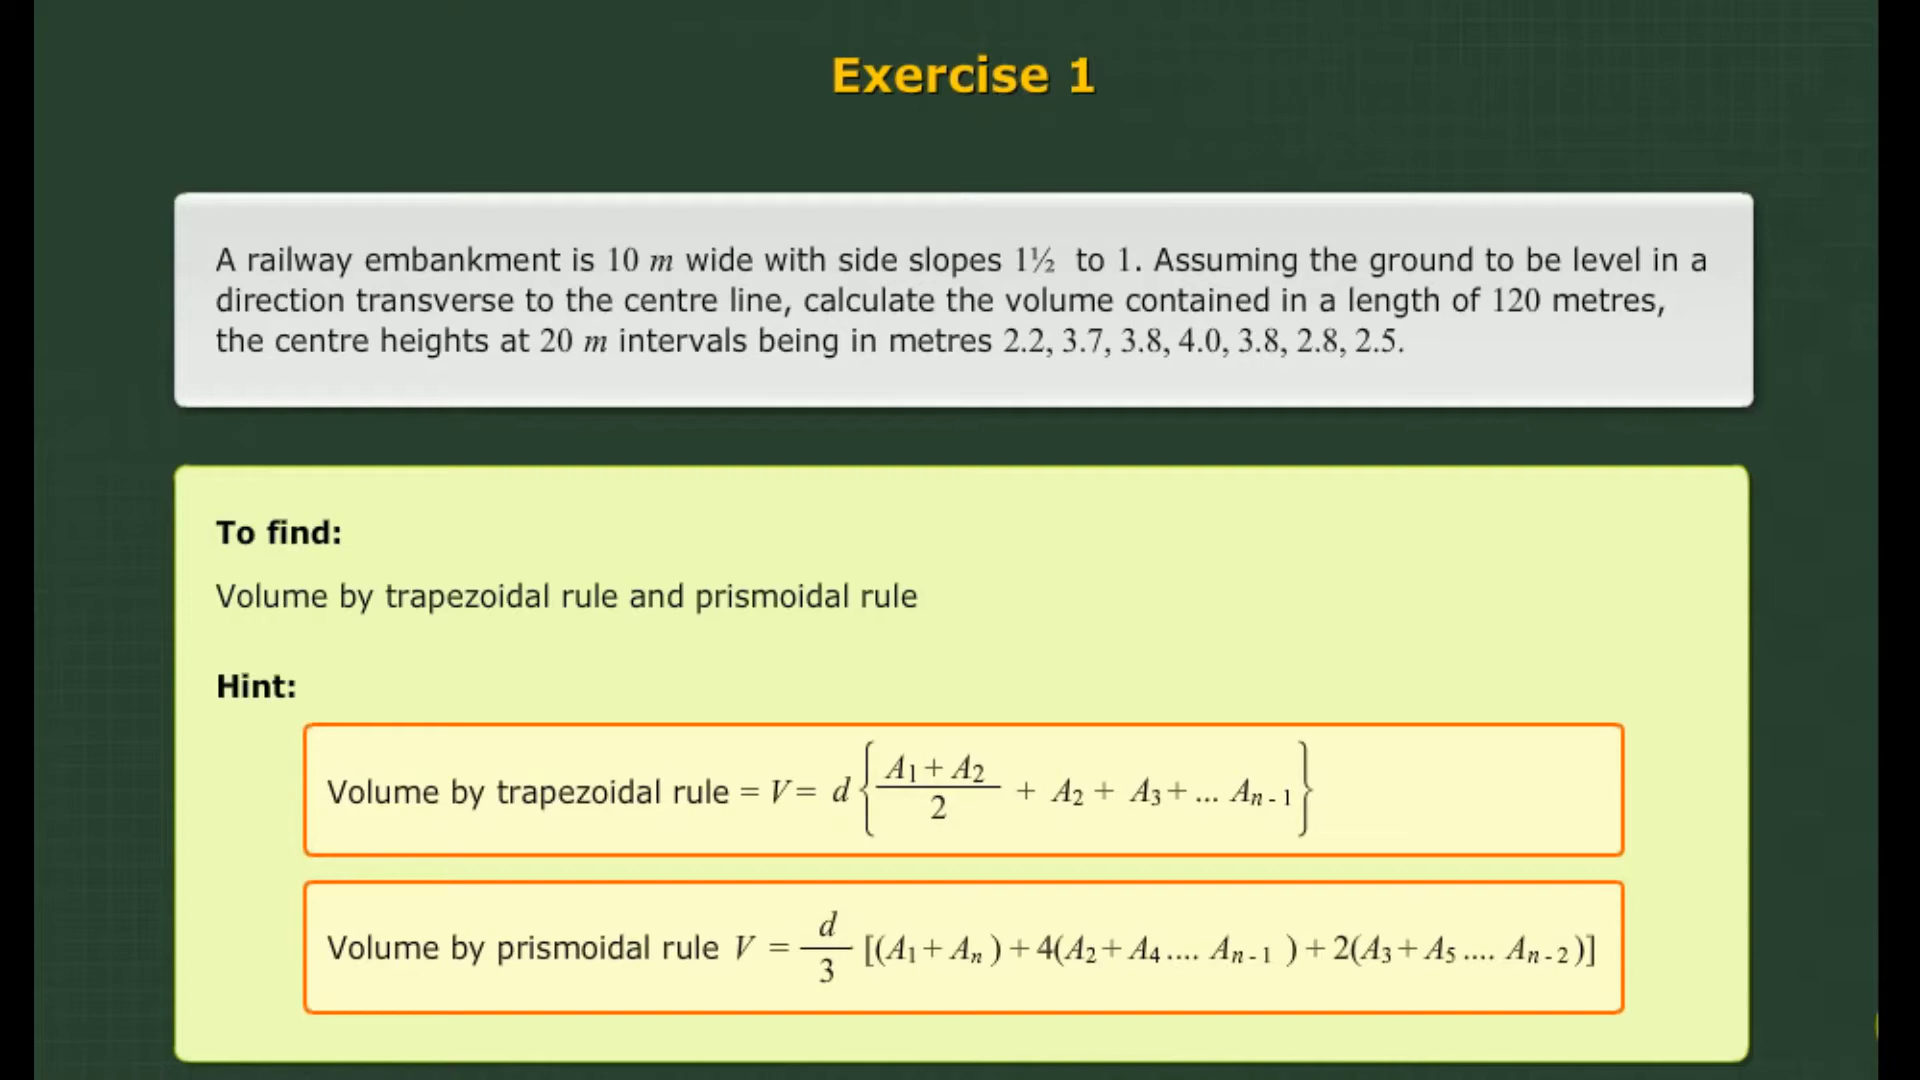 Exercise 1
A railway embankment is 10 m wide with side slopes 1½ to 1. Assuming the ground to be level in a
direction transverse to the centre line, calculate the volume contained in a length of 120 metres,
the centre heights at 20 m intervals being in metres 2.2, 3.7, 3.8, 4.0, 3.8, 2.8, 2.5.
To find:
Volume by trapezoidal rule and prismoidal rule
Hint:
Volume by trapezoidal rule = V = d { (A₁ + A₂)/2 + A₂ + A₃ + ... Aₙ₋₁ }
Volume by prismoidal rule V = d/3 [(A₁ + Aₙ) + 4(A₂ + A₄ .... Aₙ₋₁ ) + 2(A₃ + A₅ .... Aₙ₋₂)]